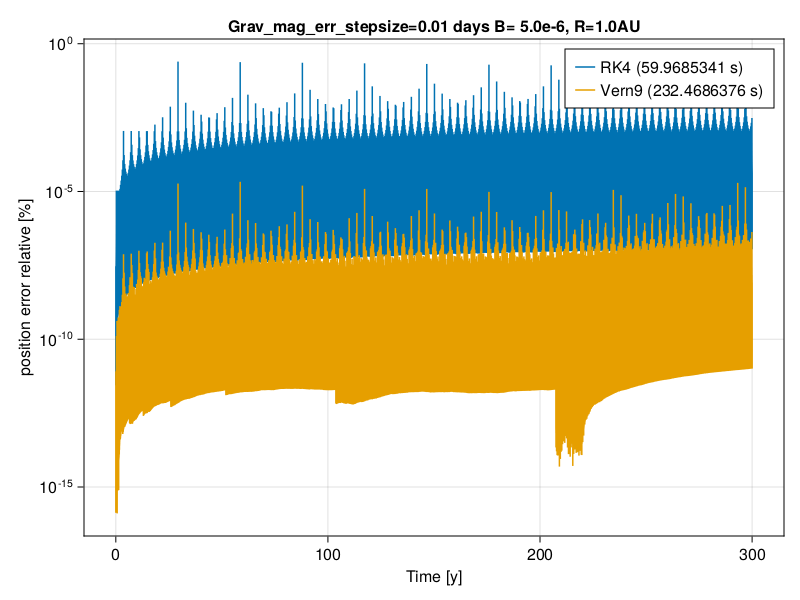 Grav_mag_err_stepsize=0.01 days B= 5.0e-6, R=1.0AU
RK4 (59.9685341 s)
Vern9 (232.4686376 s)
position error relative [%]
10⁰
10⁻⁵
10⁻¹⁰
10⁻¹⁵
0 100 200 300
Time [y]